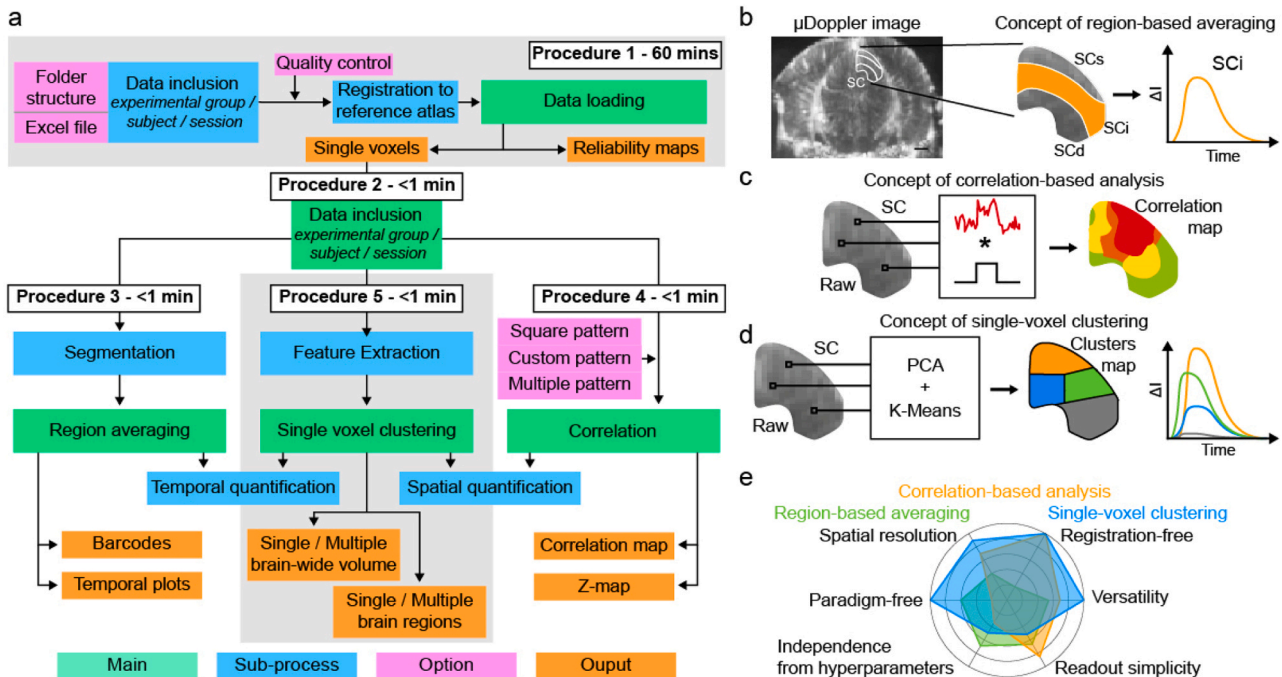 a
Procedure 1 - 60 mins
Quality control
Folder
structure
Excel file
Data inclusion
experimental group /
subject / session
Registration to
reference atlas
Data loading
Single voxels
Reliability maps
Procedure 2 - <1 min
Data inclusion
experimental group /
subject / session
Procedure 3 - <1 min
Procedure 5 - <1 min
Procedure 4 - <1 min
Segmentation
Feature Extraction
Square pattern
Custom pattern
Multiple pattern
Region averaging
Single voxel clustering
Correlation
Temporal quantification
Spatial quantification
Barcodes
Temporal plots
Single / Multiple
brain-wide volume
Single / Multiple
brain regions
Correlation map
Z-map
Main
Sub-process
Option
Ouput
b
µDoppler image
Concept of region-based averaging
SC
SCs
SCi
SCd
SCi
ΔI
Time
c
Concept of correlation-based analysis
SC
Raw
*
Correlation
map
d
Concept of single-voxel clustering
SC
Raw
PCA
+
K-Means
Clusters
map
ΔI
Time
e
Correlation-based analysis
Region-based averaging
Single-voxel clustering
Spatial resolution
Registration-free
Paradigm-free
Versatility
Independence
from hyperparameters
Readout simplicity